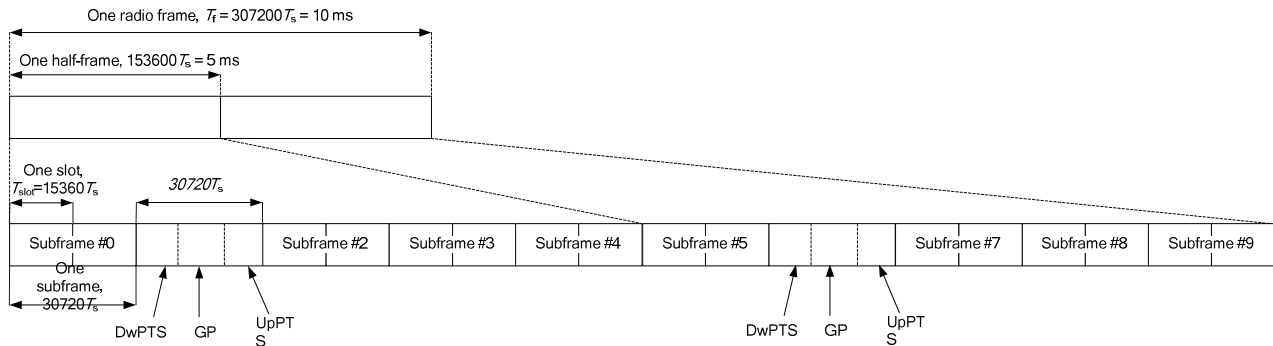 One radio frame, Tf = 307200Ts = 10 ms
One half-frame, 153600Ts = 5 ms
One slot,
Tslot=15360Ts
30720Ts
Subframe #0
Subframe #2
Subframe #3
Subframe #4
Subframe #5
Subframe #7
Subframe #8
Subframe #9
One
subframe,
30720Ts
DwPTS
GP
UpPT
S
DwPTS
GP
UpPT
S